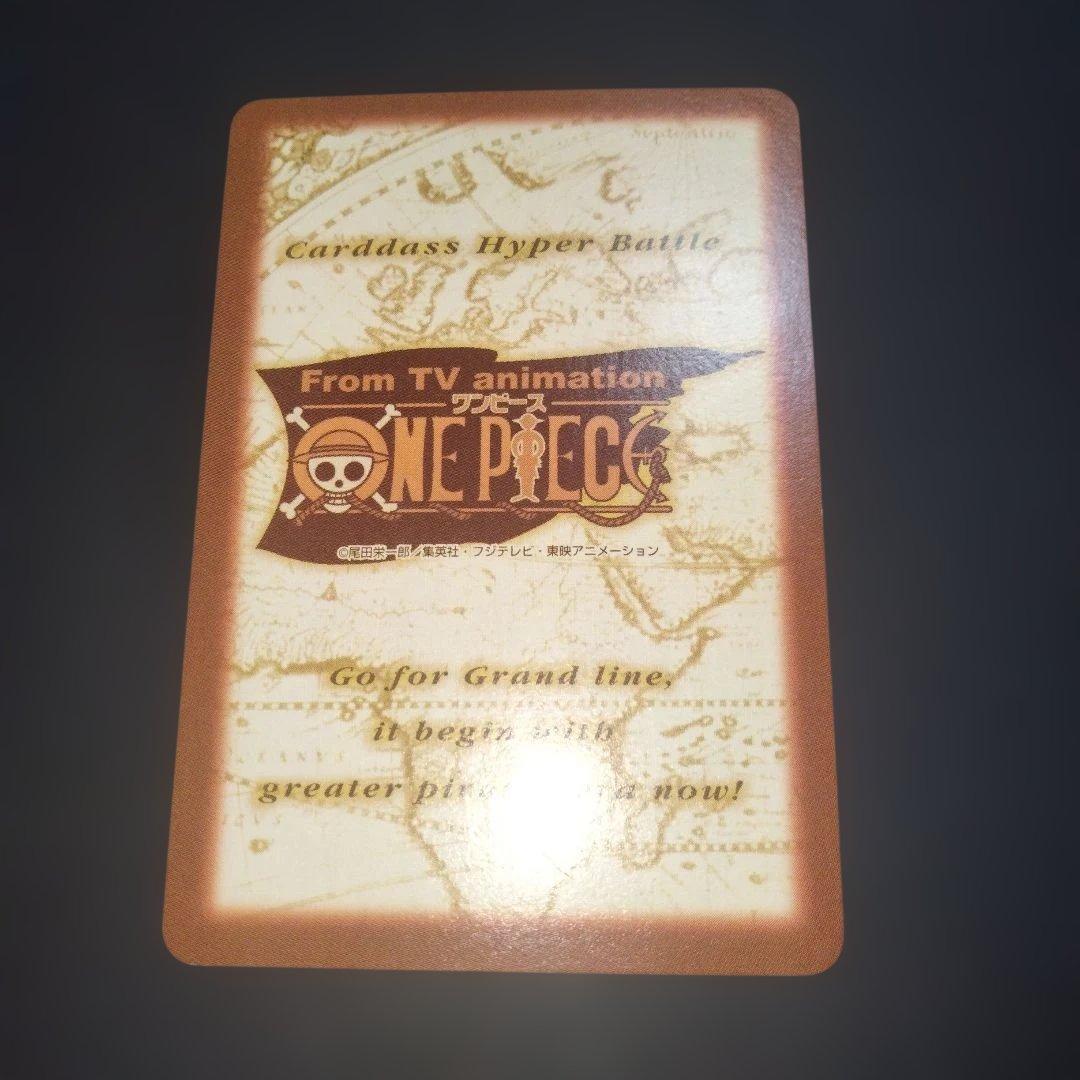 Carddass Hyper Battle
From TV animation
ワンピース
ONE PIECE
©尾田栄一郎／集英社・フジテレビ・東映アニメーション
Go for Grand line,
it begin with
greater now!